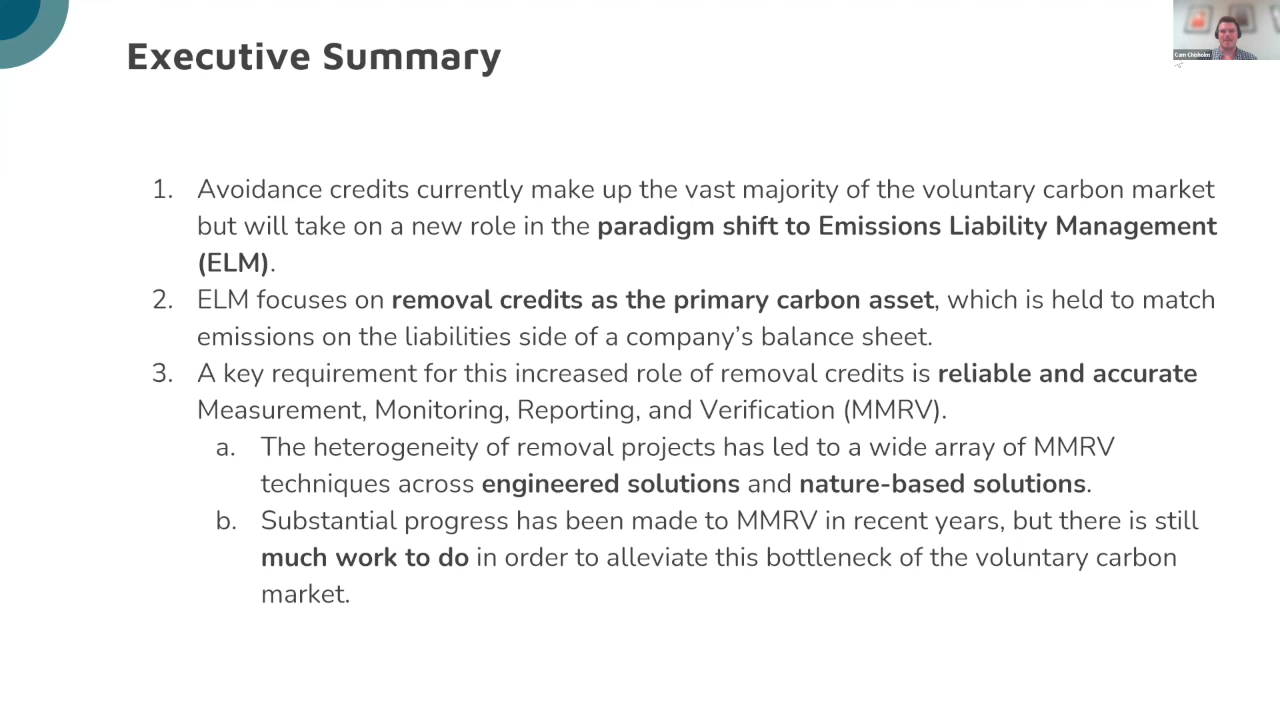 Executive Summary
Cam Chisholm
1. Avoidance credits currently make up the vast majority of the voluntary carbon market
but will take on a new role in the paradigm shift to Emissions Liability Management
(ELM).
2. ELM focuses on removal credits as the primary carbon asset, which is held to match
emissions on the liabilities side of a company’s balance sheet.
3. A key requirement for this increased role of removal credits is reliable and accurate
Measurement, Monitoring, Reporting, and Verification (MMRV).
a. The heterogeneity of removal projects has led to a wide array of MMRV
techniques across engineered solutions and nature-based solutions.
b. Substantial progress has been made to MMRV in recent years, but there is still
much work to do in order to alleviate this bottleneck of the voluntary carbon
market.